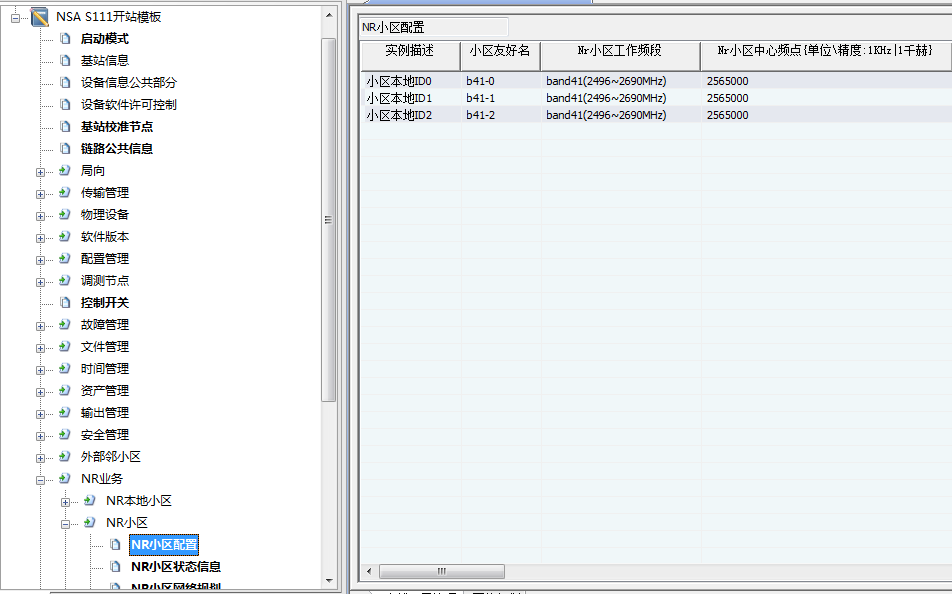 NSA S111开站模板
启动模式
基站信息
设备信息公共部分
设备软件许可控制
基站校准节点
链路公共信息
局向
传输管理
物理设备
软件版本
配置管理
调测节点
控制开关
故障管理
文件管理
时间管理
资产管理
输出管理
安全管理
外部邻小区
NR业务
NR本地小区
NR小区
NR小区配置
NR小区状态信息
NR小区网络规划
NR小区配置
实例描述 小区友好名 Nr小区工作频段 Nr小区中心频点{单位\精度:1KHz|1千赫}
小区本地ID0 b41-0 band41(2496~2690MHz) 2565000
小区本地ID1 b41-1 band41(2496~2690MHz) 2565000
小区本地ID2 b41-2 band41(2496~2690MHz) 2565000